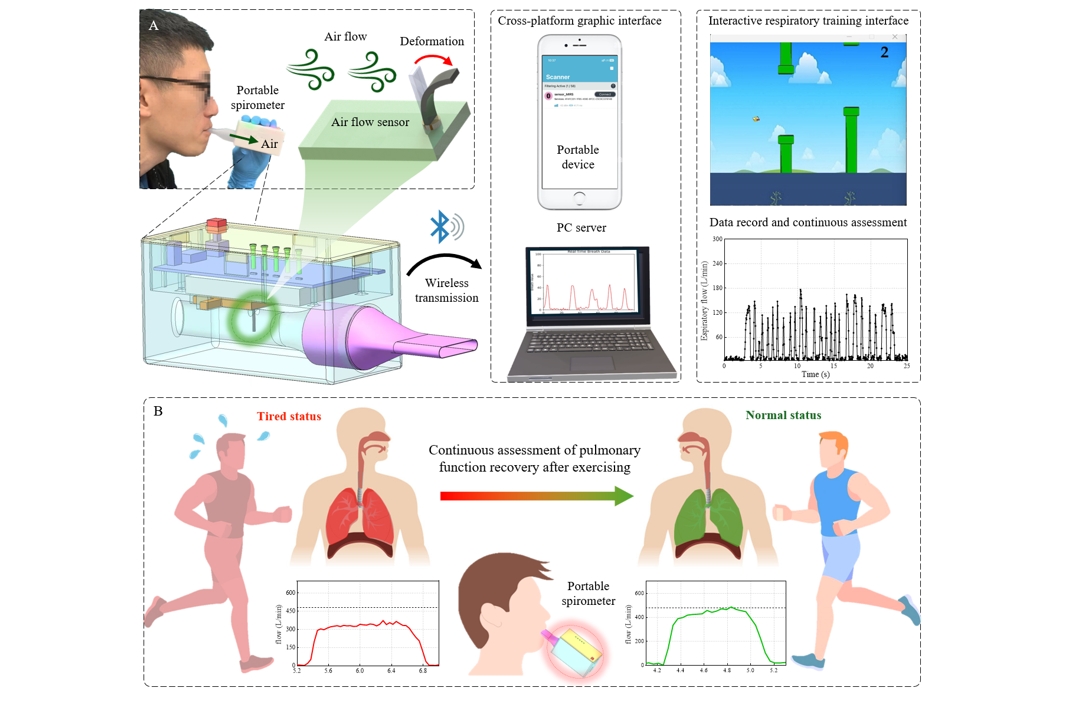 A
Air flow
Deformation
Portable
spirometer
Air flow sensor
Air
Wireless
transmission
Cross-platform graphic interface
Scanner
Portable
device
PC server
Interactive respiratory training interface
2
Data record and continuous assessment
Espiratory flow (L/min)
300
240
180
120
60
0
5
10
15
20
25
Time (s)
B
Tired status
Normal status
Continuous assessment of pulmonary
function recovery after exercising
Portable
spirometer
flow (L/min)
600
450
300
150
0
5.2
5.6
6.0
6.4
6.8
flow (L/min)
600
400
200
0
4.2
4.4
4.6
4.8
5.0
5.2